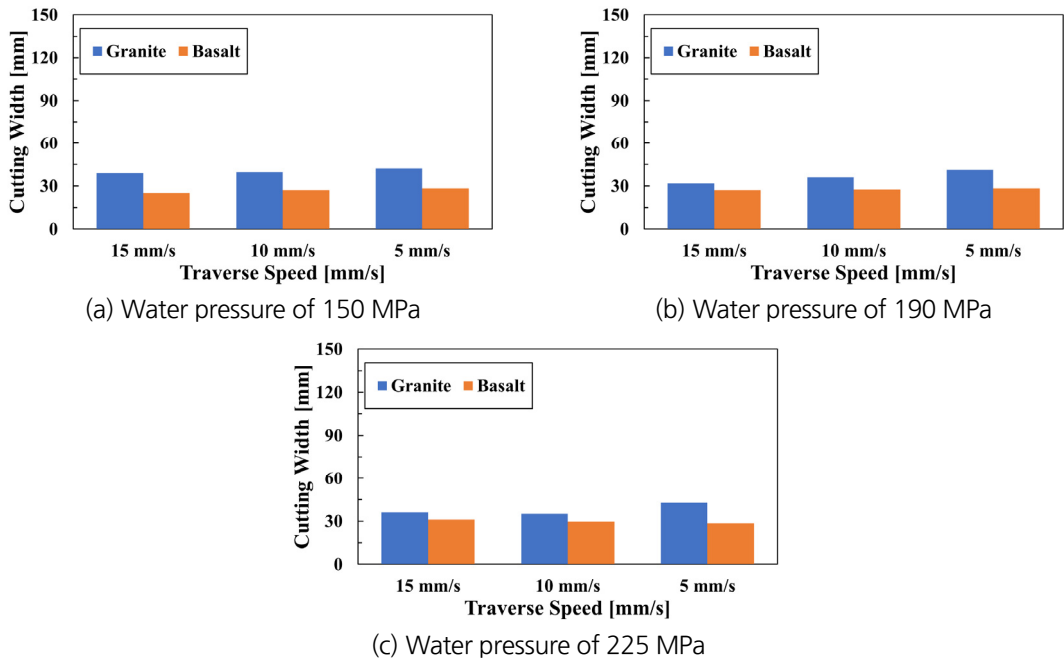 150
120
90
60
30
0
Cutting Width [mm]
Granite Basalt
15 mm/s 10 mm/s 5 mm/s
Traverse Speed [mm/s]
(a) Water pressure of 150 MPa
150
120
90
60
30
0
Cutting Width [mm]
Granite Basalt
15 mm/s 10 mm/s 5 mm/s
Traverse Speed [mm/s]
(b) Water pressure of 190 MPa
150
120
90
60
30
0
Cutting Width [mm]
Granite Basalt
15 mm/s 10 mm/s 5 mm/s
Traverse Speed [mm/s]
(c) Water pressure of 225 MPa